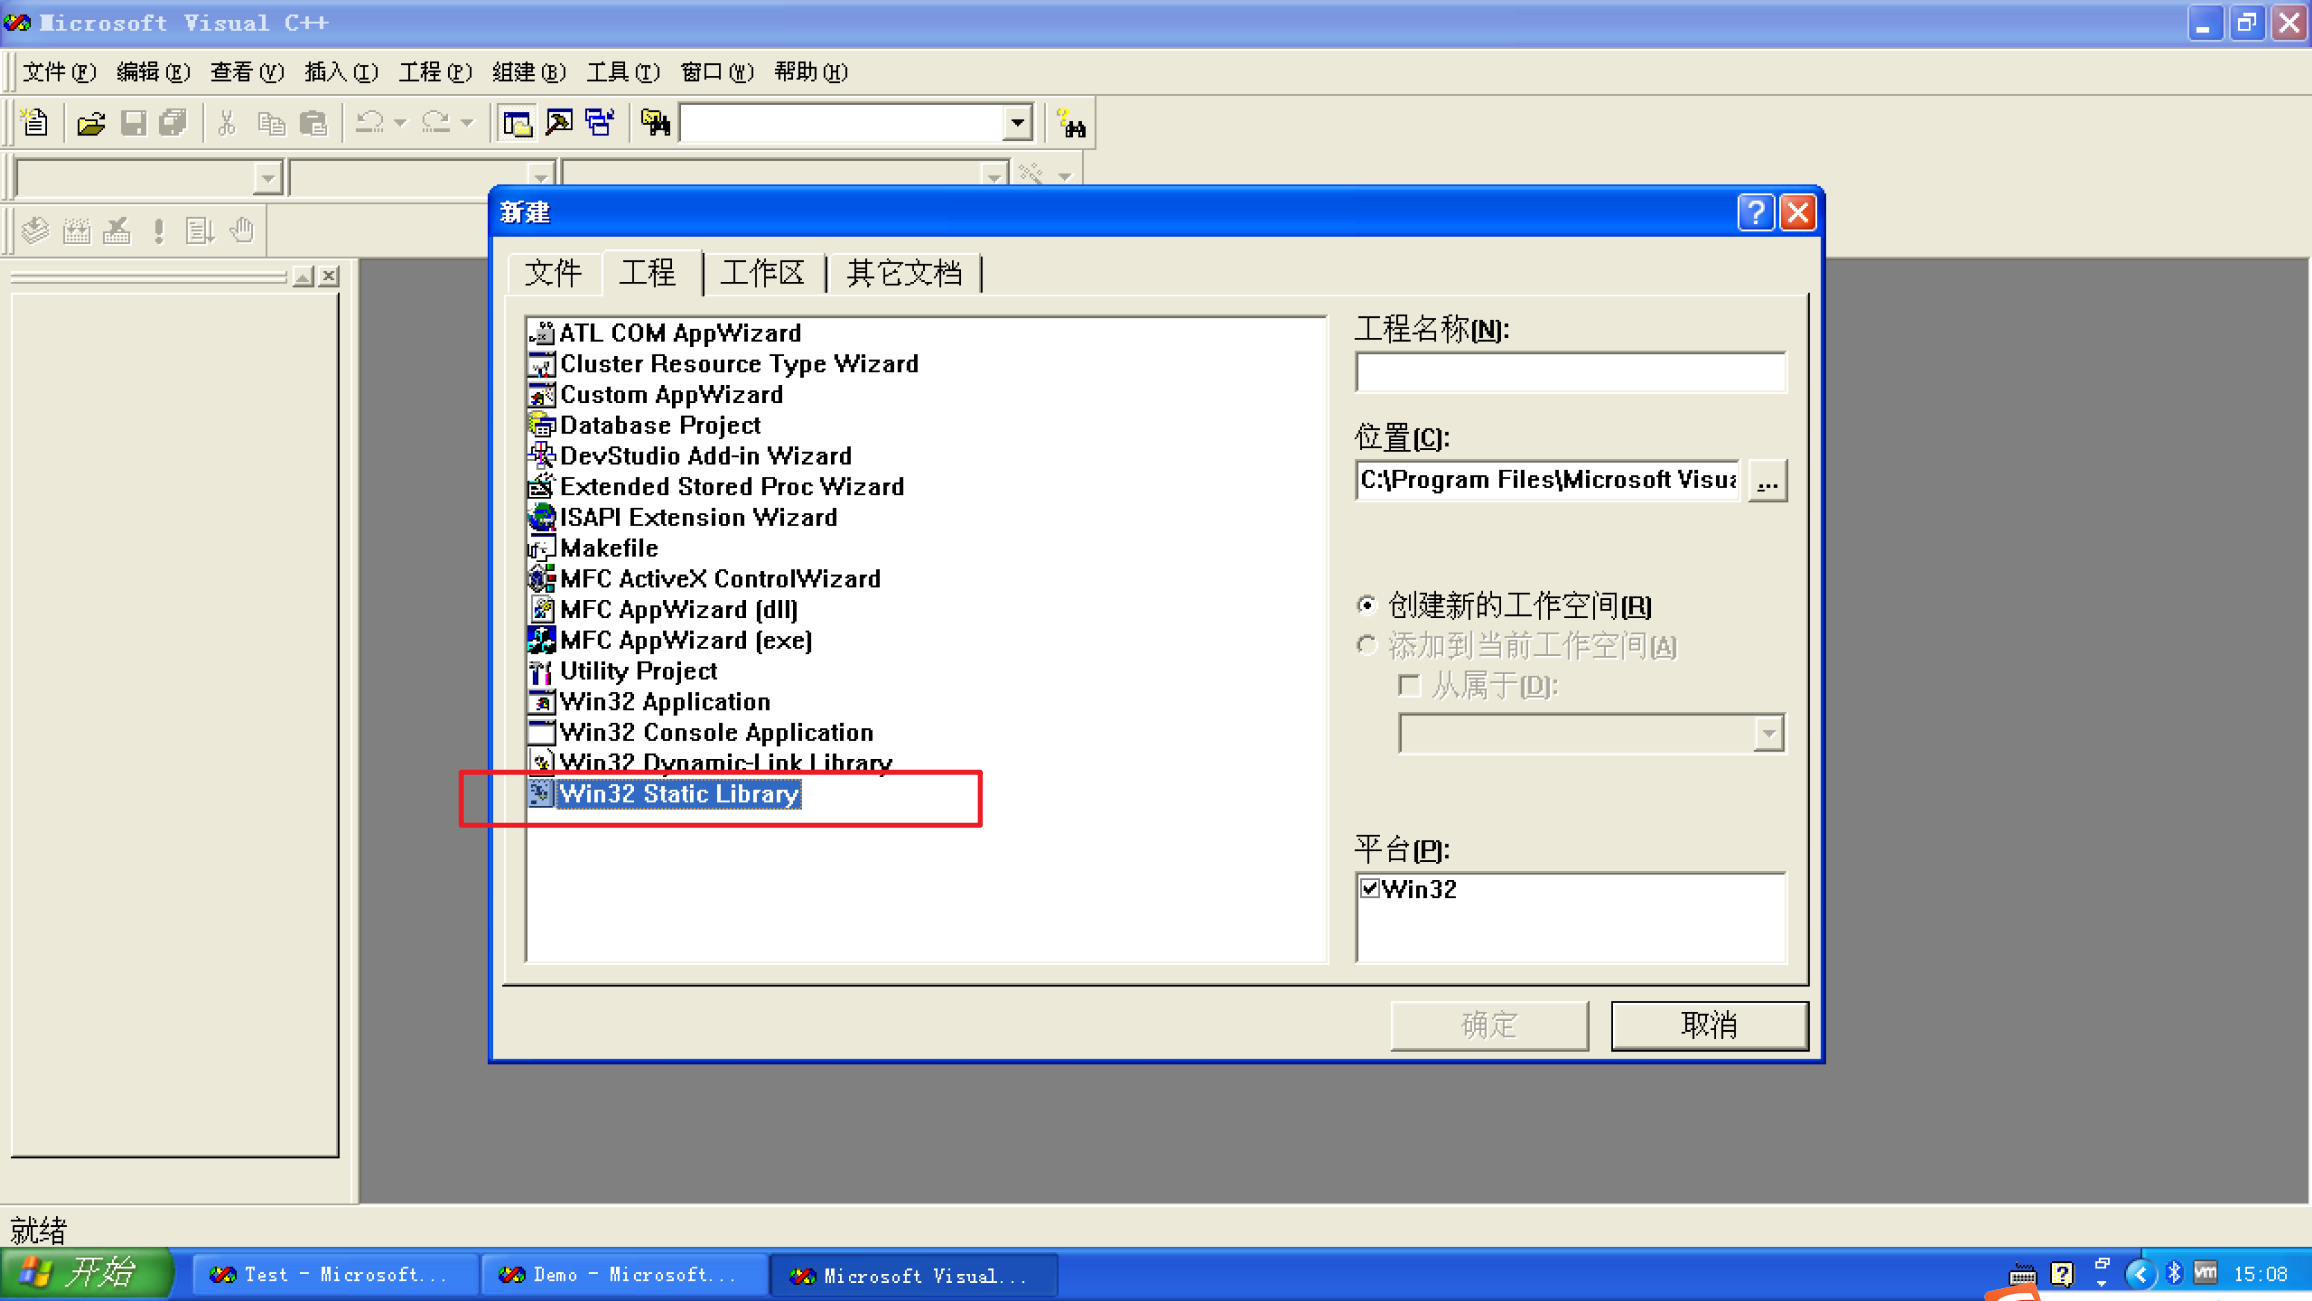 Microsoft Visual C++
文件(F) 编辑(E) 查看(V) 插入(I) 工程(P) 组建(B) 工具(T) 窗口(W) 帮助(H)
新建
文件 工程 工作区 其它文档
ATL COM AppWizard
Cluster Resource Type Wizard
Custom AppWizard
Database Project
DevStudio Add-in Wizard
Extended Stored Proc Wizard
ISAPI Extension Wizard
Makefile
MFC ActiveX ControlWizard
MFC AppWizard (dll)
MFC AppWizard (exe)
Utility Project
Win32 Application
Win32 Console Application
Win32 Dynamic-Link Library
Win32 Static Library
工程名称(N):
位置(C):
C:\Program Files\Microsoft Visua
...
创建新的工作空间(R)
添加到当前工作空间(A)
从属于(D):
平台(P):
Win32
确定 取消
就绪
开始 Test - Microsoft... Demo - Microsoft... Microsoft Visual... vm 15:08